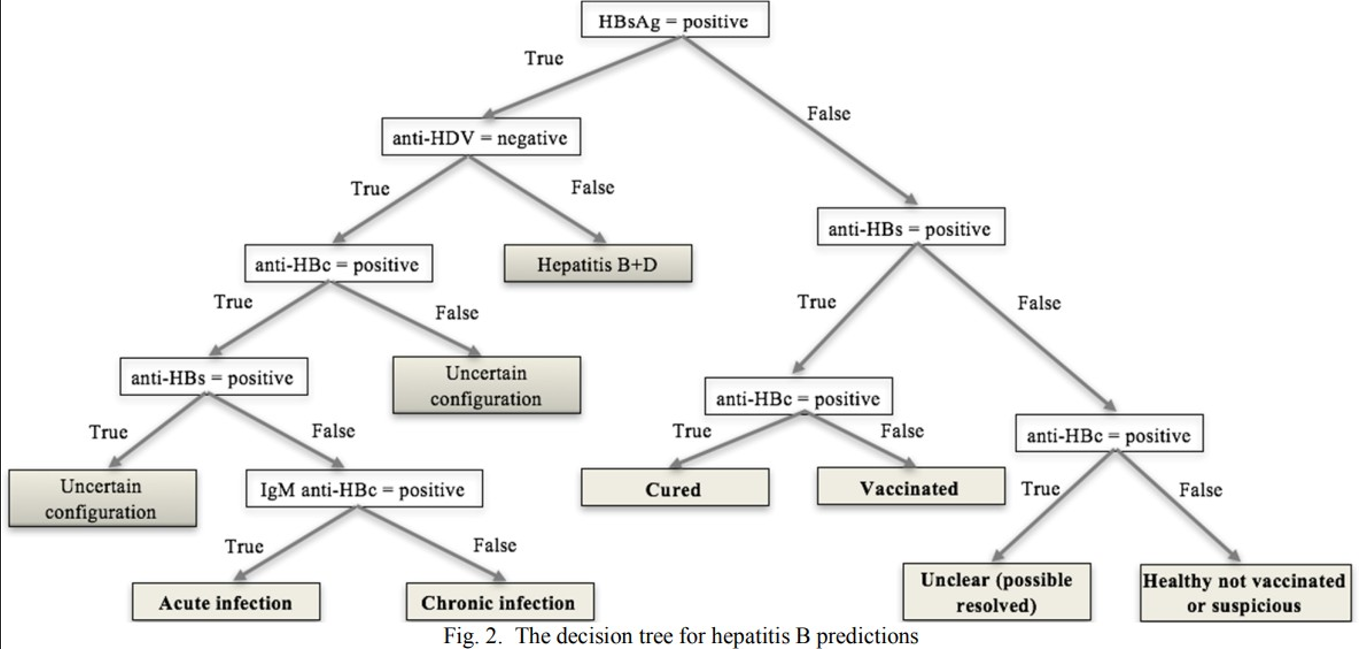 HBsAg = positive
True
False
anti-HDV = negative
True
False
anti-HBs = positive
anti-HBc = positive
Hepatitis B+D
True
False
True
False
anti-HBs = positive
Uncertain
configuration
anti-HBc = positive
anti-HBc = positive
True
False
True
False
Uncertain
configuration
IgM anti-HBc = positive
Cured
Vaccinated
True
False
True
False
Acute infection
Chronic infection
Unclear (possible
resolved)
Healthy not vaccinated
or suspicious
Fig. 2. The decision tree for hepatitis B predictions